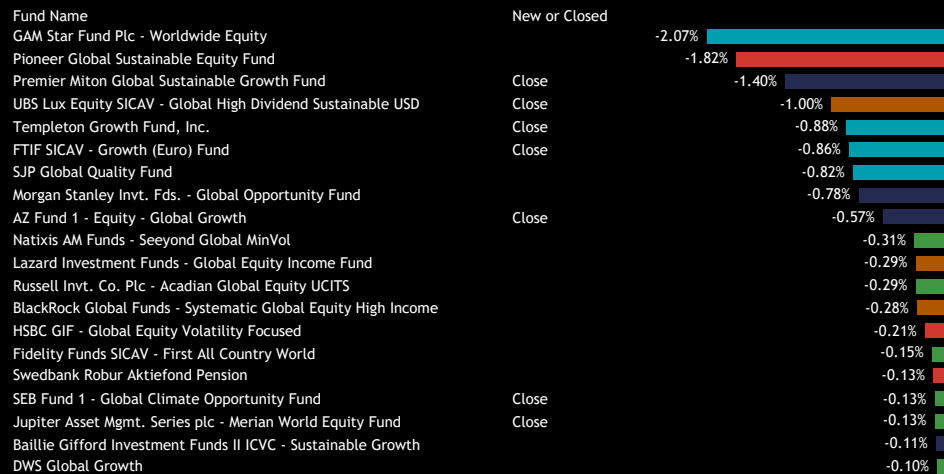 Fund Name New or Closed
GAM Star Fund Plc - Worldwide Equity -2.07%
Pioneer Global Sustainable Equity Fund -1.82%
Premier Miton Global Sustainable Growth Fund Close -1.40%
UBS Lux Equity SICAV - Global High Dividend Sustainable USD Close -1.00%
Templeton Growth Fund, Inc. Close -0.88%
FTIF SICAV - Growth (Euro) Fund Close -0.86%
SJP Global Quality Fund -0.82%
Morgan Stanley Invt. Fds. - Global Opportunity Fund -0.78%
AZ Fund 1 - Equity - Global Growth Close -0.57%
Natixis AM Funds - Seeyond Global MinVol -0.31%
Lazard Investment Funds - Global Equity Income Fund -0.29%
Russell Invt. Co. Plc - Acadian Global Equity UCITS -0.29%
BlackRock Global Funds - Systematic Global Equity High Income -0.28%
HSBC GIF - Global Equity Volatility Focused -0.21%
Fidelity Funds SICAV - First All Country World -0.15%
Swedbank Robur Aktiefond Pension -0.13%
SEB Fund 1 - Global Climate Opportunity Fund Close -0.13%
Jupiter Asset Mgmt. Series plc - Merian World Equity Fund Close -0.13%
Baillie Gifford Investment Funds II ICVC - Sustainable Growth -0.11%
DWS Global Growth -0.10%